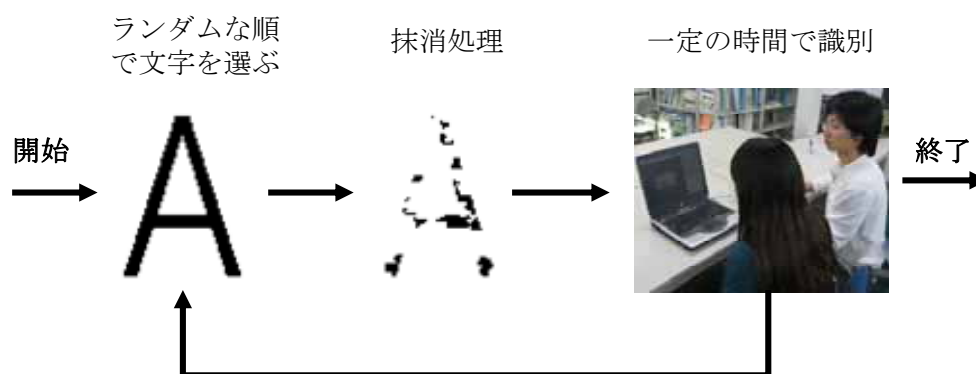 ランダムな順
で文字を選ぶ
抹消処理
一定の時間で識別
開始
A
終了